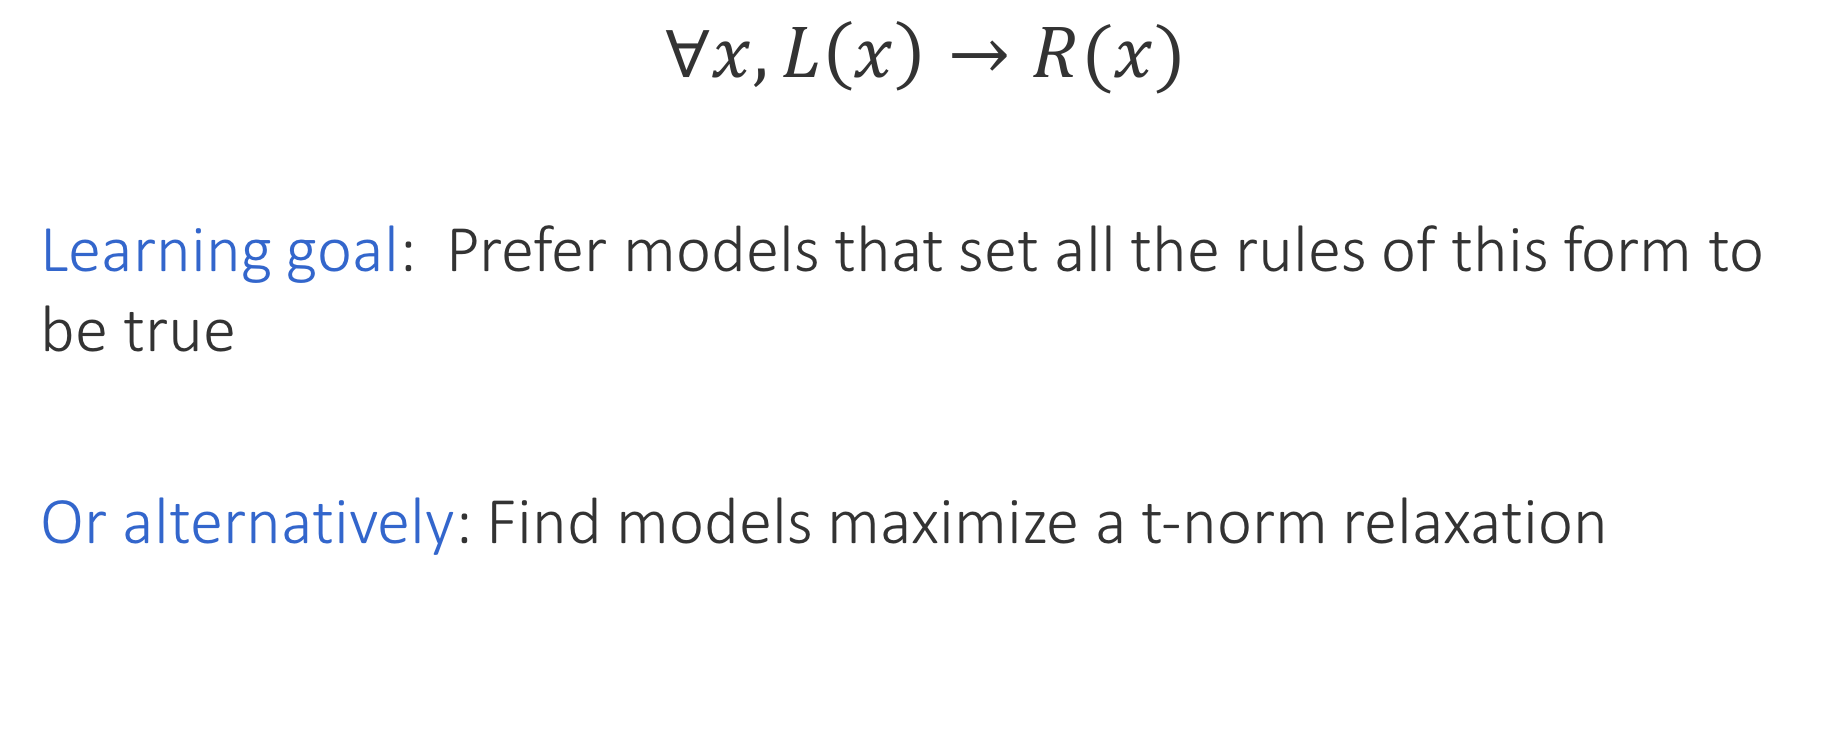 ∀x, L(x) → R(x)
Learning goal:  Prefer models that set all the rules of this form to
be true
Or alternatively: Find models maximize a t-norm relaxation